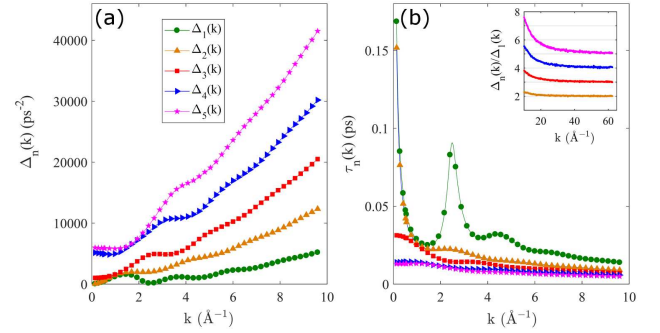 (a)
Δ₁(k)
Δ₂(k)
Δ₃(k)
Δ₄(k)
Δ₅(k)
Δₙ(k) (ps⁻²)
40000
30000
20000
10000
0
0 2 4 6 8 10
k (Å⁻¹)
(b)
τₙ(k) (ps)
0.15
0.1
0.05
0
0 2 4 6 8 10
k (Å⁻¹)
Δₙ(k)/Δ₁(k)
8
6
4
2
20 40 60
k (Å⁻¹)